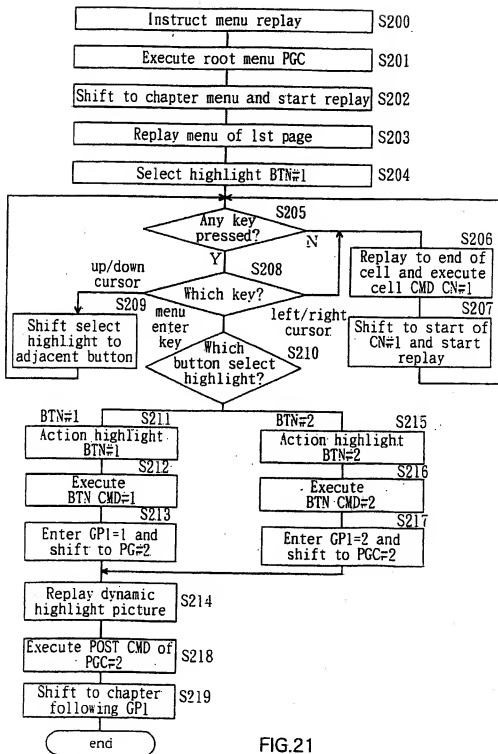 Instruct menu replay
S200
Execute root menu PGC
S201
Shift to chapter menu and start replay
S202
Replay menu of 1st page
S203
Select highlight BTN#1
S204
S205
Any key
pressed?
N
Y
S206
Replay to end of
cell and execute
cell CMD CN#1
S207
Shift to start of
CN#1 and start
replay
S208
Which key?
up/down
cursor
S209
Shift select
highlight to
adjacent button
menu
enter
key
left/right
cursor
S210
Which
button select
highlight?
BTN#1
S211
Action highlight
BTN#1
S212
Execute
BTN CMD#1
S213
Enter GP1=1 and
shift to PG#2
BTN#2
S215
Action highlight
BTN#2
S216
Execute
BTN CMD#2
S217
Enter GP1=2 and
shift to PGC#2
Replay dynamic
highlight picture
S214
Execute POST CMD of
PGC#2
S218
Shift to chapter
following GP1
S219
end
FIG.21